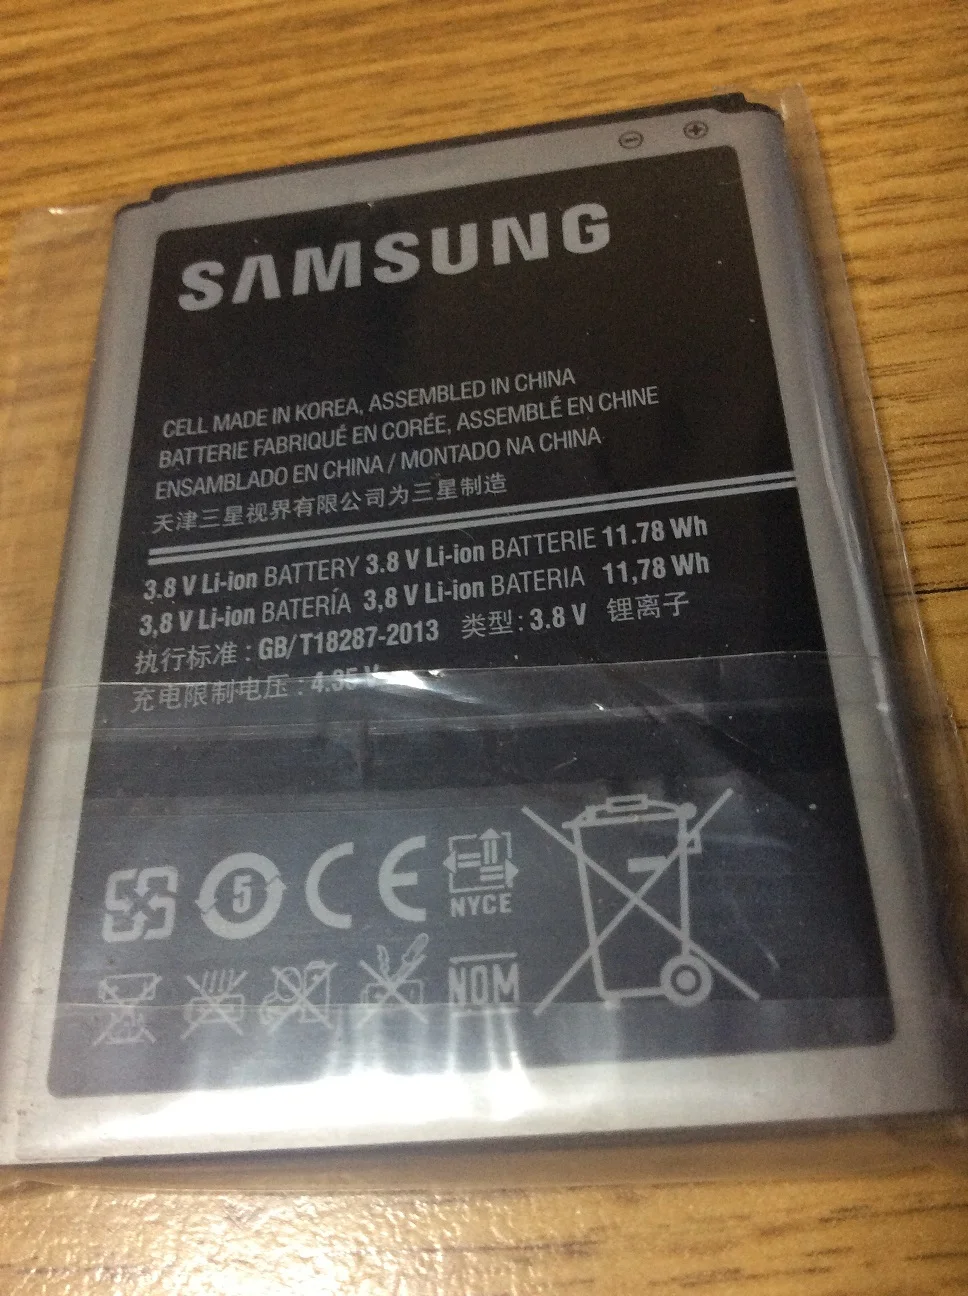 SAMSUNG
CELL MADE IN KOREA, ASSEMBLED IN CHINA
BATTERIE FABRIQUÉ EN CORÉE, ASSEMBLÉ EN CHINE
ENSAMBLADO EN CHINA / MONTADO NA CHINA
天津三星视界有限公司为三星制造
3.8 V Li-ion BATTERY 3.8 V Li-ion BATTERIE 11.78 Wh
3,8 V Li-ion BATERÍA 3,8 V Li-ion BATERIA 11,78 Wh
执行标准 : GB/T18287-2013 类型 : 3.8 V 锂离子
充电限制电压 : 4.35 V
5 CE NYCE
NOM